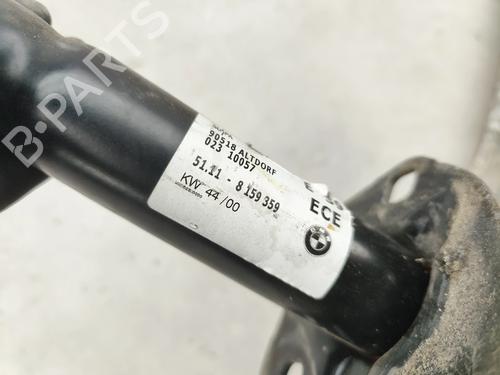 B-PARTS
90518 ALTDORF
023 10057
51.11 - 8 159 359
KW 44/00
ECE